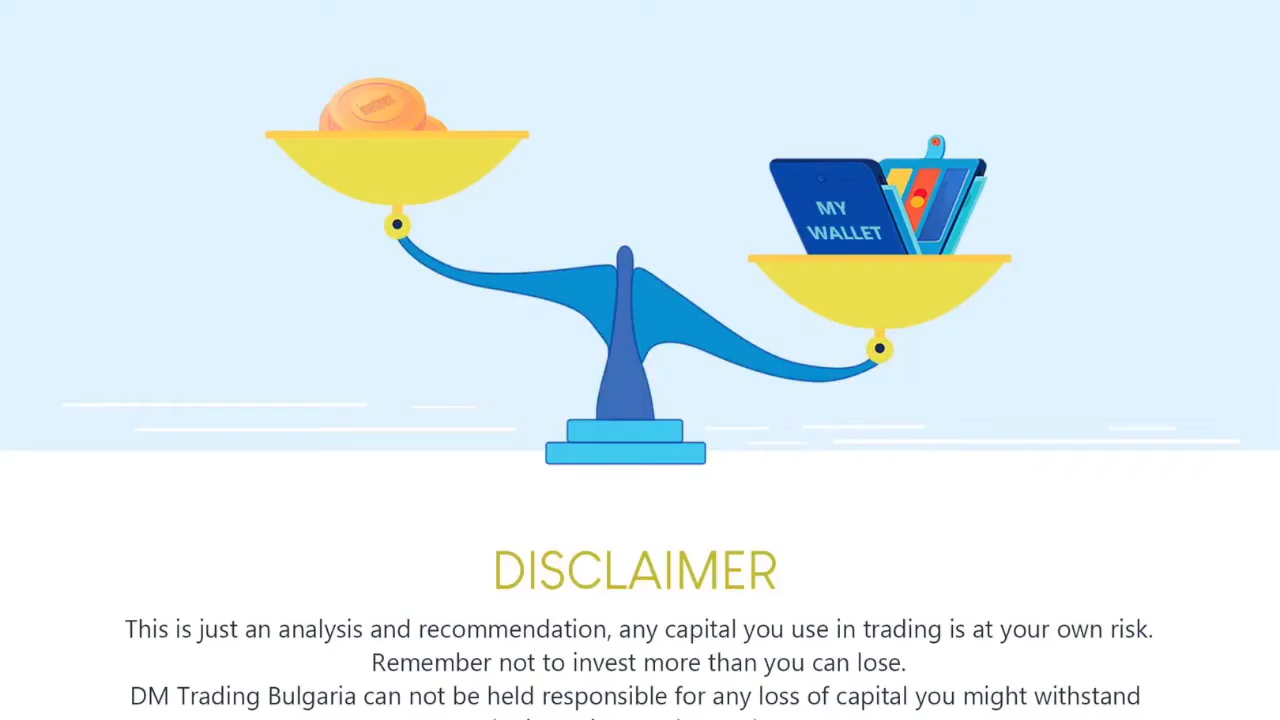 Investment
MY
WALLET
DISCLAIMER
This is just an analysis and recommendation, any capital you use in trading is at your own risk.
Remember not to invest more than you can lose.
DM Trading Bulgaria can not be held responsible for any loss of capital you might withstand